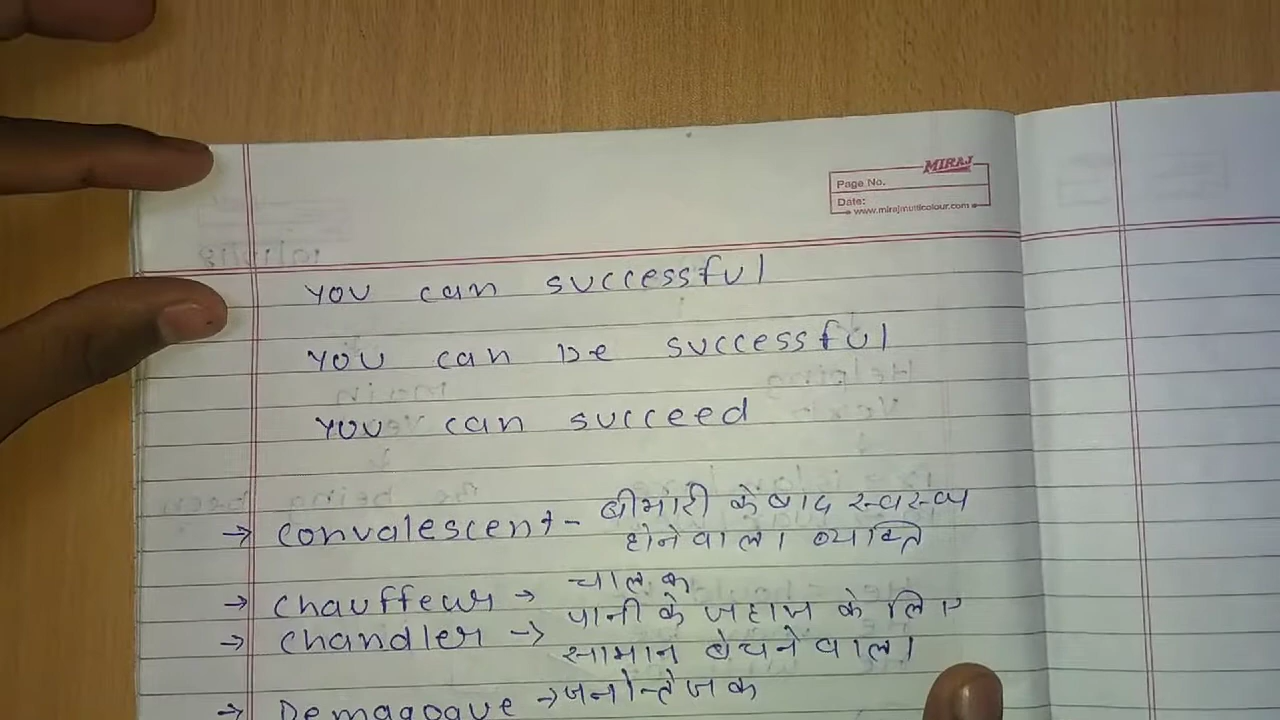 MIRAJ
Page No.
Date:
www.mirajmulticolour.com
You can successful
You can be successful
You can succeed
→ Convalescent - बीमारी के बाद स्वस्थ
होने वाला व्यक्ति
→ Chauffeur → चालक
→ Chandler → पानी के जहाज के लिए
सामान बेचने वाला
→ Demagogue → जनोत्तेजक